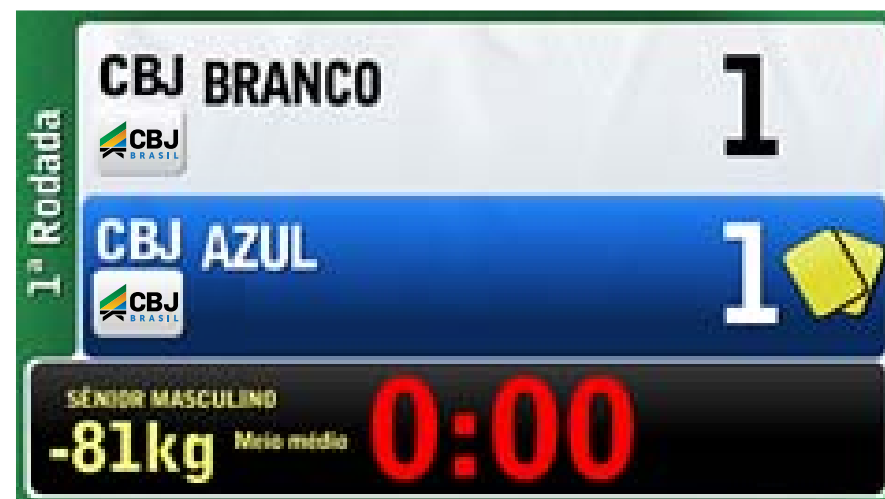 1ª Rodada
CBJ BRANCO 1
CBJ
BRASIL
CBJ AZUL 1
CBJ
BRASIL
SÊNIOR MASCULINO
-81kg Meio médio 0:00